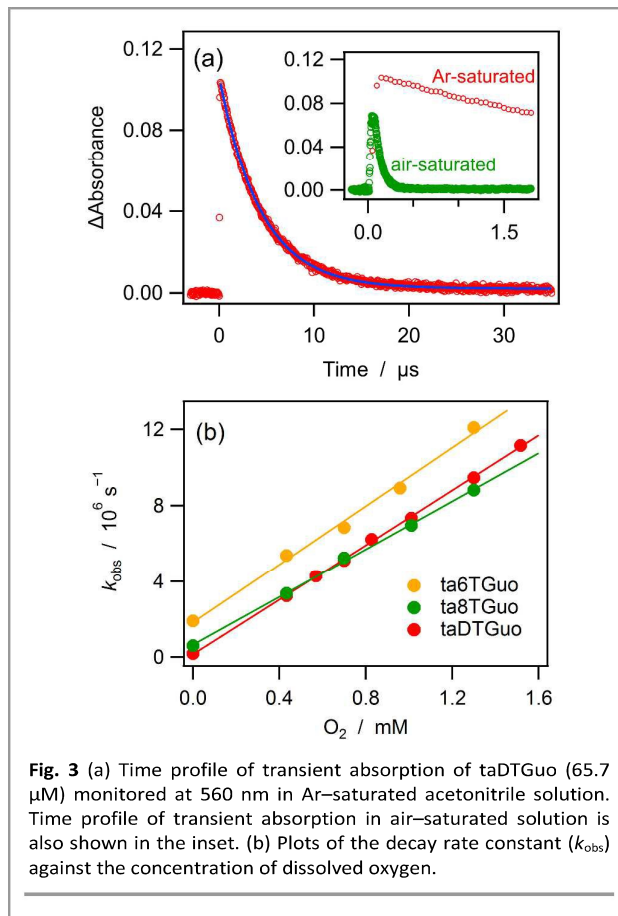 (a)
0.12
0.08
0.04
0.00
ΔAbsorbance
0.12
0.08
0.04
0.00
Ar-saturated
air-saturated
0.0
1.5
0
10
20
30
Time / μs
(b)
12
8
4
0
k_obs / 10⁶ s⁻¹
ta6TGuo
ta8TGuo
taDTGuo
0.0
0.4
0.8
1.2
1.6
O₂ / mM
Fig. 3 (a) Time profile of transient absorption of taDTGuo (65.7
μM) monitored at 560 nm in Ar–saturated acetonitrile solution.
Time profile of transient absorption in air–saturated solution is
also shown in the inset. (b) Plots of the decay rate constant (k_obs)
against the concentration of dissolved oxygen.